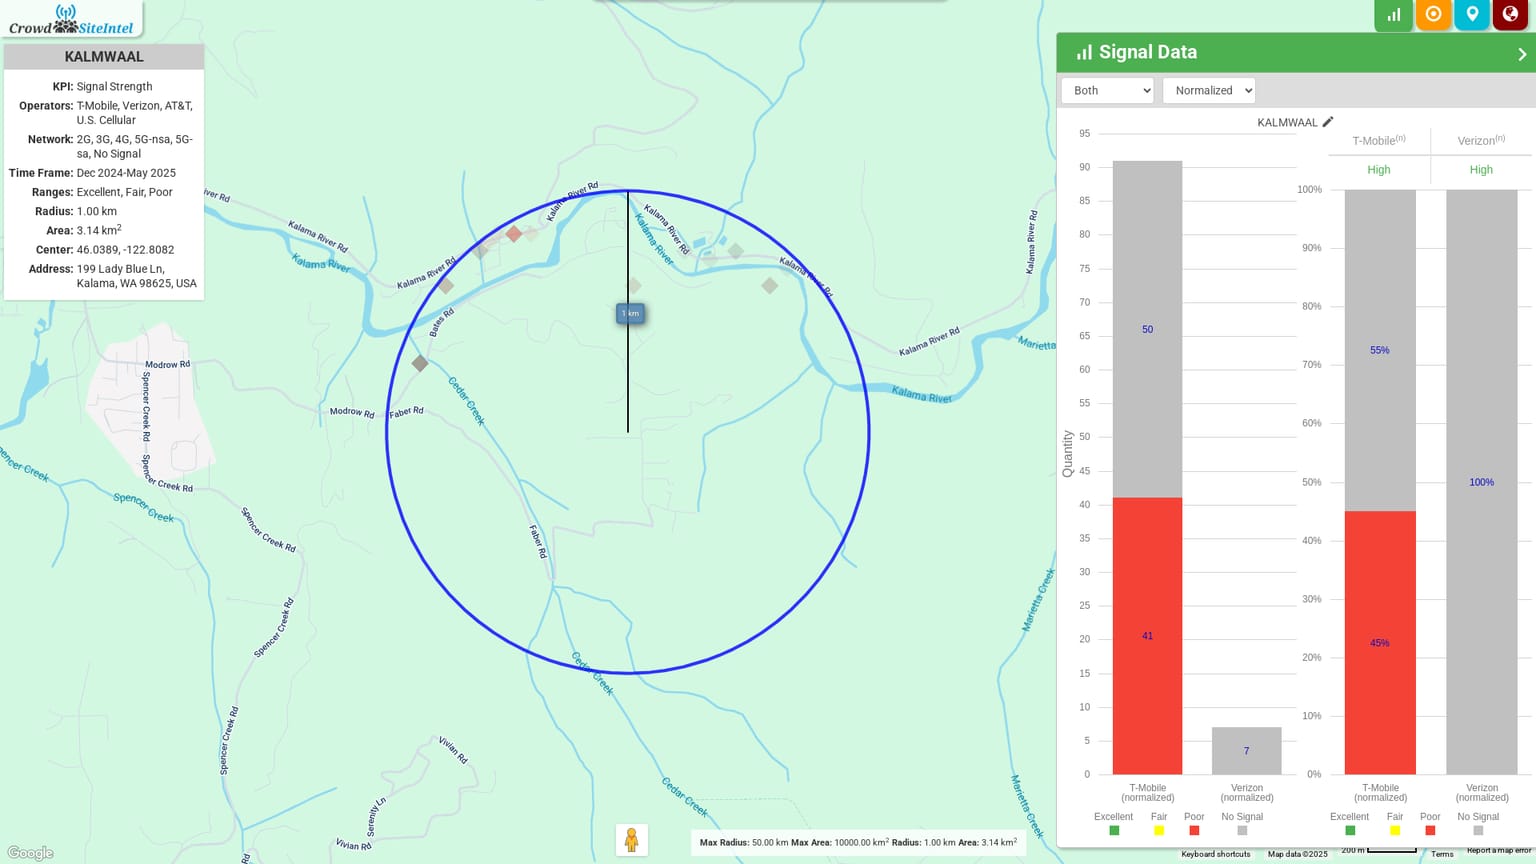 CrowdSiteIntel
KALMWAAL
KPI: Signal Strength
Operators: T-Mobile, Verizon, AT&T,
U.S. Cellular
Network: 2G, 3G, 4G, 5G-nsa, 5G-
sa, No Signal
Time Frame: Dec 2024-May 2025
Ranges: Excellent, Fair, Poor
Radius: 1.00 km
Area: 3.14 km2
Center: 46.0389, -122.8082
Address: 199 Lady Blue Ln,
Kalama, WA 98625, USA
iver Rd
Kalama River Rd
Kalama River
Kalama River Rd
Kalama River Rd
Kalama River Rd
Kalama River
Kalama River Rd
Kalama River Rd
Kalama River Rd
Marietta
Kalama River
Bates Rd
1 km
Modrow Rd
Spencer Creek Rd
Modrow Rd
Faber Rd
Cedar Creek
pencer Creek
Spencer Creek Rd
Spencer Creek
Spencer Creek Rd
Faber Rd
Spencer Creek Rd
Marietta Creek
Cedar Creek
Spencer Creek Rd
Vivian Rd
Cedar Creek
Serenity Ln
Vivian Rd
Marietta Creek
Rd
Google
Max Radius: 50.00 km Max Area: 10000.00 km2 Radius: 1.00 km Area: 3.14 km2
Signal Data
Both
Normalized
KALMWAAL
T-Mobile(n)
Verizon(n)
High
High
Quantity
95
90
85
80
75
70
65
60
55
50
45
40
35
30
25
20
15
10
5
0
50
41
7
100%
90%
80%
70%
60%
50%
40%
30%
20%
10%
0%
55%
45%
100%
T-Mobile
(normalized)
Verizon
(normalized)
T-Mobile
(normalized)
Verizon
(normalized)
Excellent Fair Poor No Signal
Excellent Fair Poor No Signal
200 m
Keyboard shortcuts Map data ©2025 Terms Report a map error